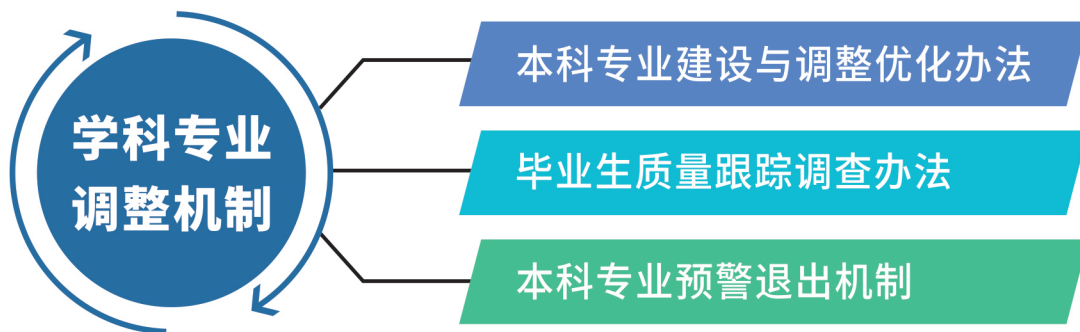 学科专业
调整机制
本科专业建设与调整优化办法
毕业生质量跟踪调查办法
本科专业预警退出机制